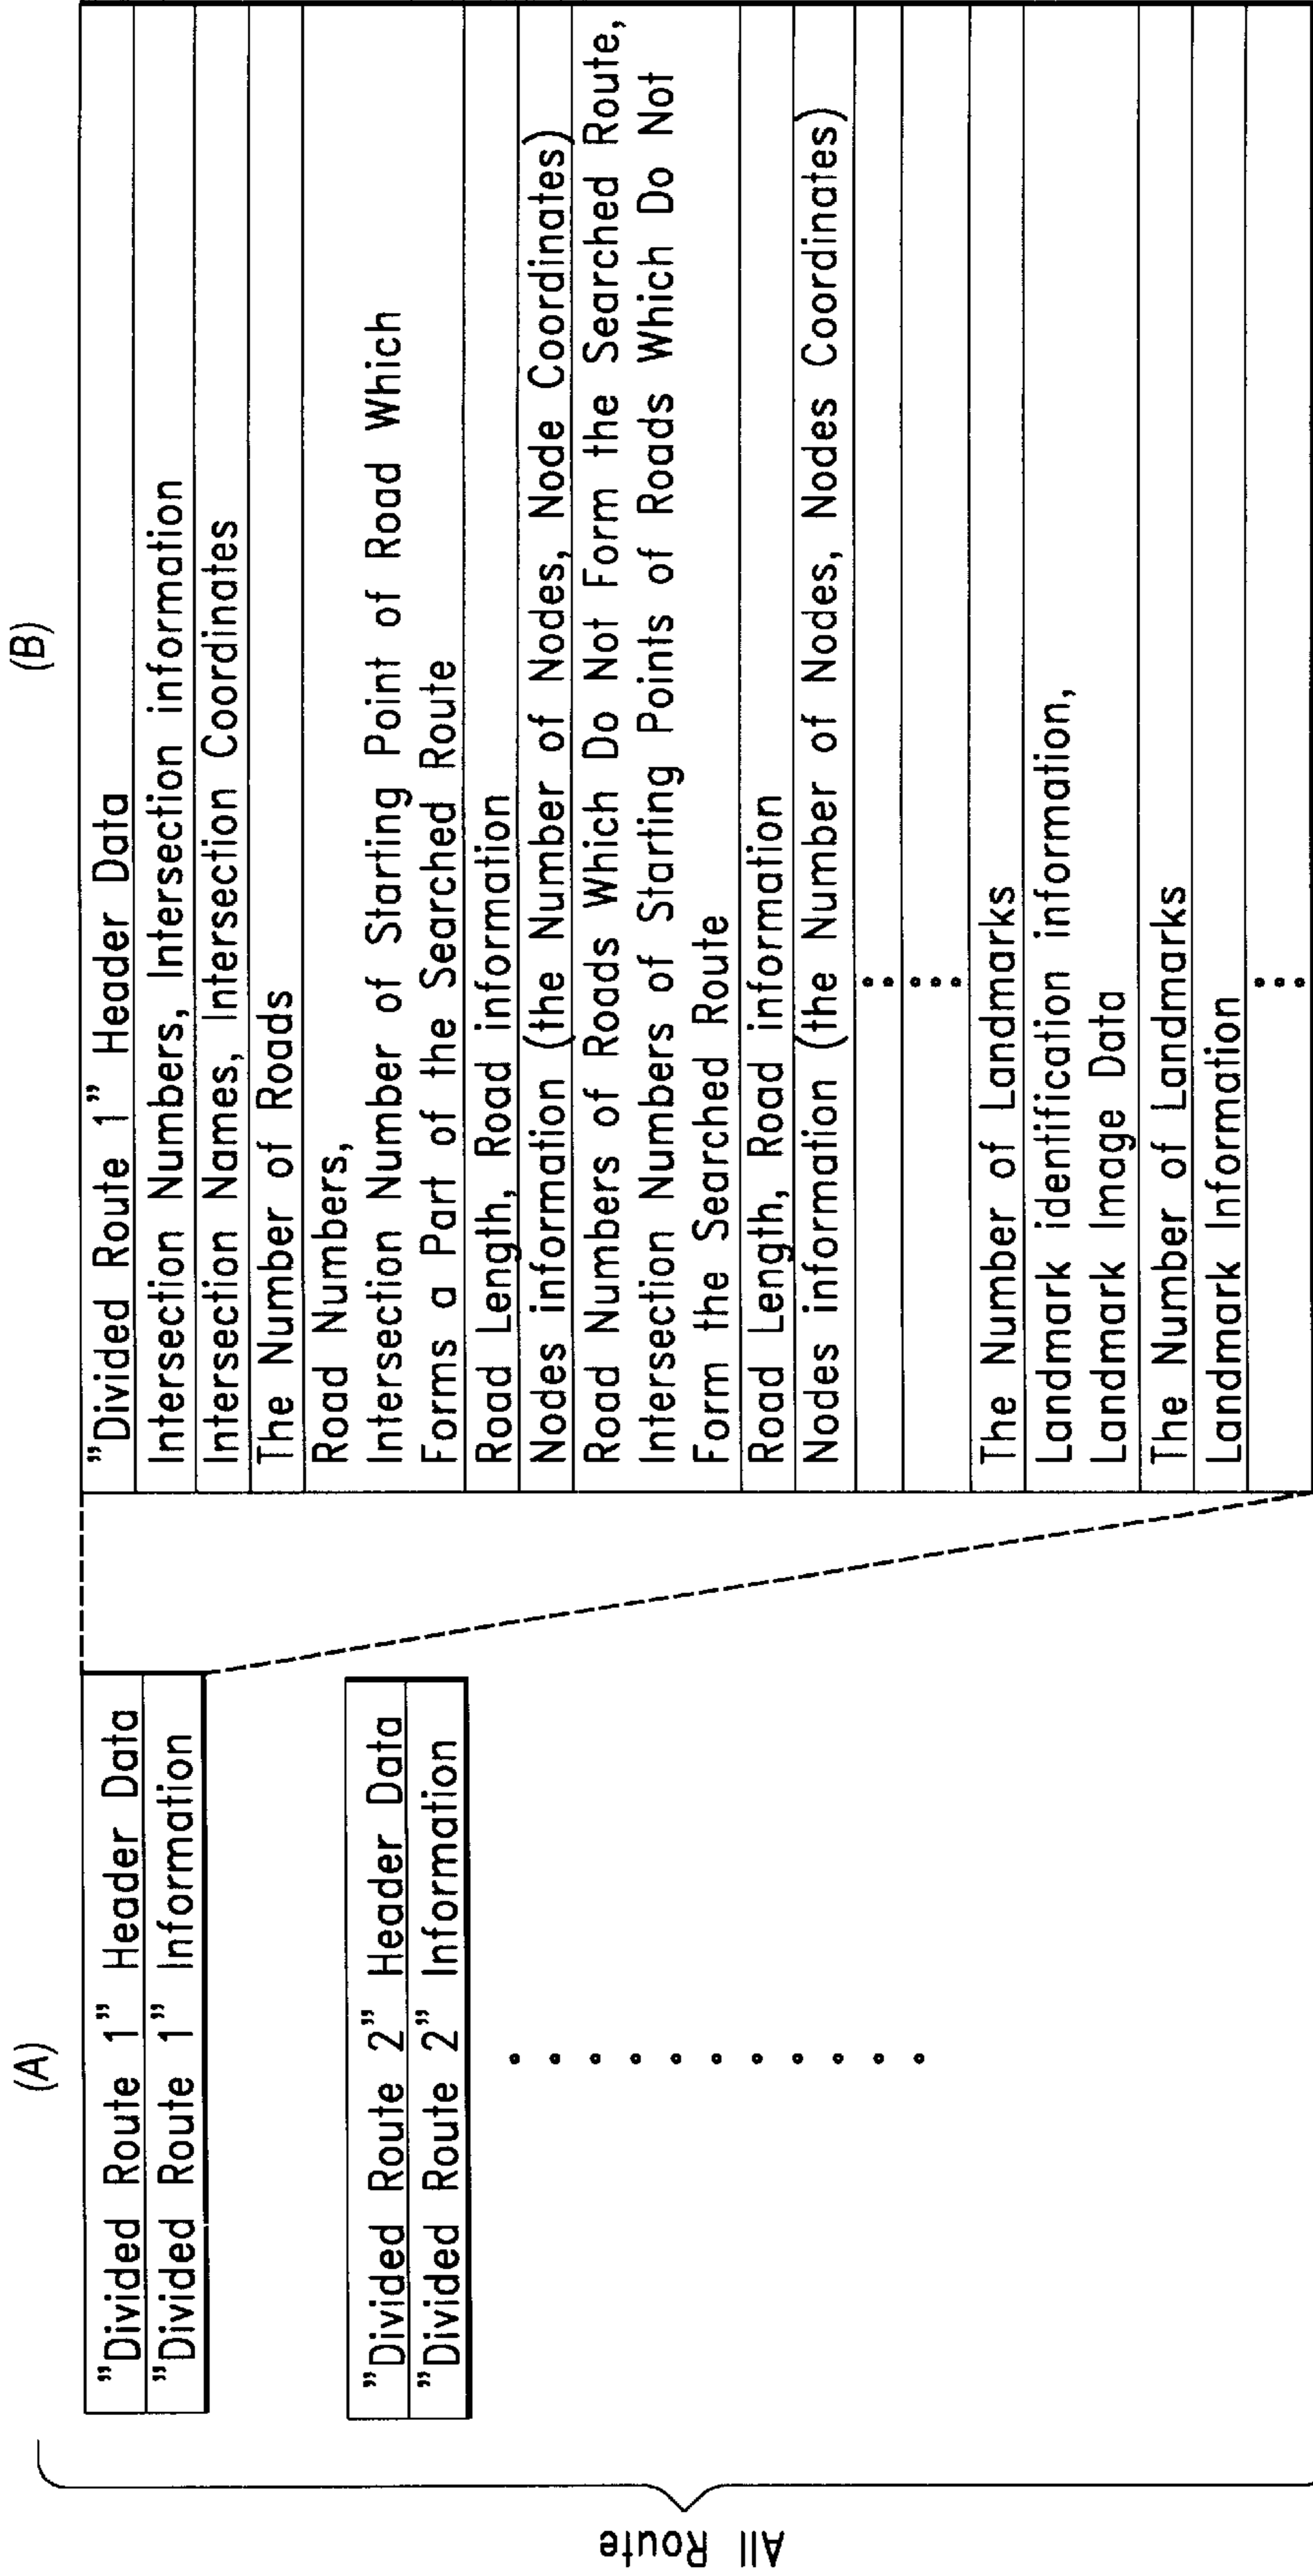 (A)
All Route
"Divided Route 1" Header Data
"Divided Route 1" Information
"Divided Route 2" Header Data
"Divided Route 2" Information
(B)
"Divided Route 1" Header Data
Intersection Numbers, Intersection information
Intersection Names, Intersection Coordinates
The Number of Roads
Road Numbers,
Intersection Number of Starting Point of Road Which
Forms a Part of the Searched Route
Road Length, Road information
Nodes information (the Number of Nodes, Node Coordinates)
Road Numbers of Roads Which Do Not Form the Searched Route,
Intersection Numbers of Starting Points of Roads Which Do Not
Form the Searched Route
Road Length, Road information
Nodes information (the Number of Nodes, Nodes Coordinates)
The Number of Landmarks
Landmark identification information,
Landmark Image Data
The Number of Landmarks
Landmark Information